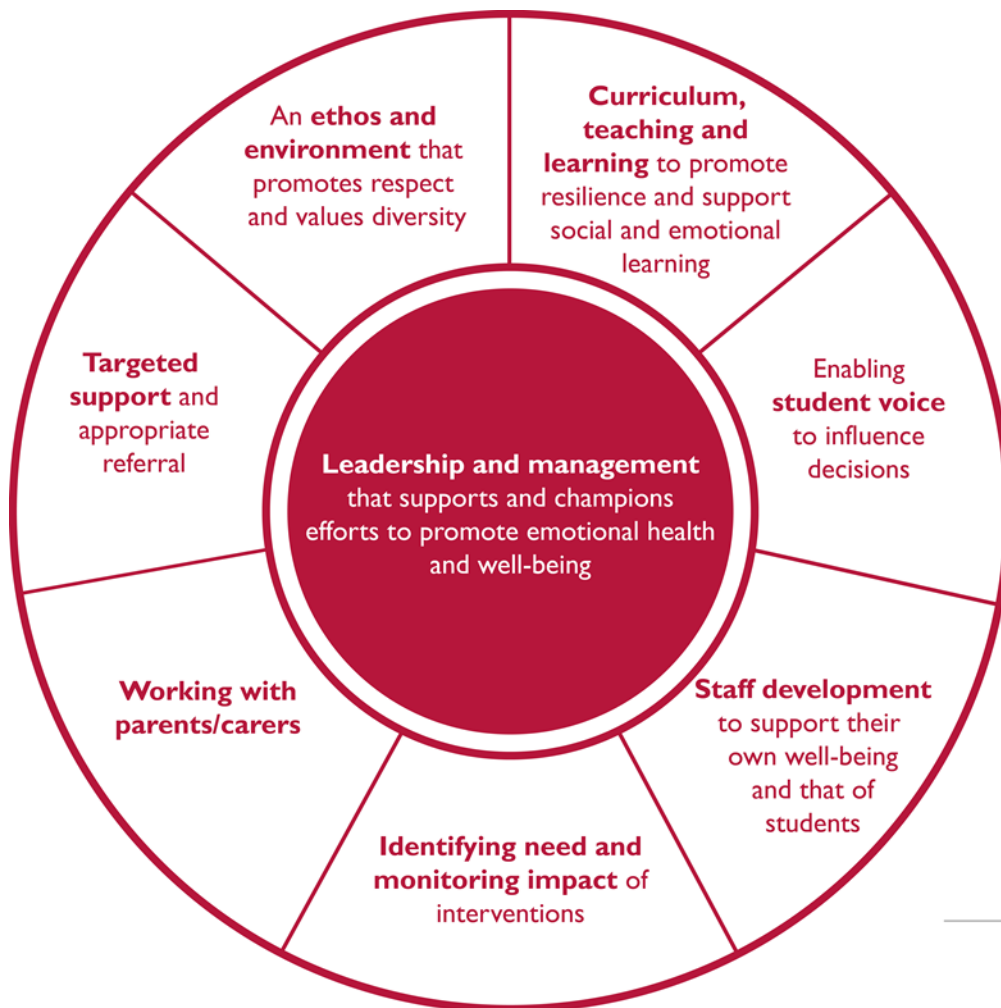 An ethos and
environment that
promotes respect
and values diversity
Curriculum,
teaching and
learning to promote
resilience and support
social and emotional
learning
Enabling
student voice
to influence
decisions
Staff development
to support their
own well-being
and that of
students
Identifying need and
monitoring impact of
interventions
Working with
parents/carers
Targeted
support and
appropriate
referral
Leadership and management
that supports and champions
efforts to promote emotional health
and well-being